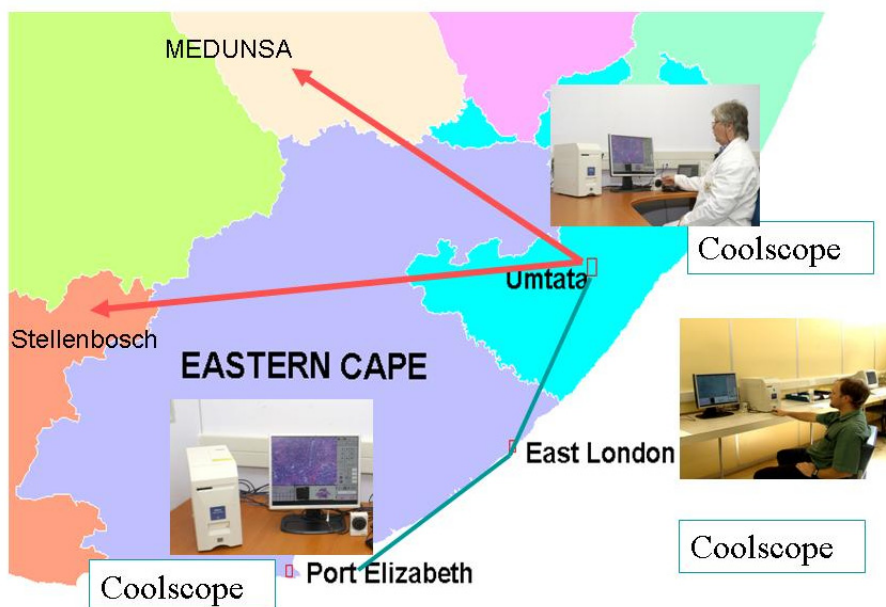 MEDUNSA
Coolscope
Umtata
Stellenbosch
EASTERN CAPE
East London
Coolscope
Port Elizabeth
Coolscope